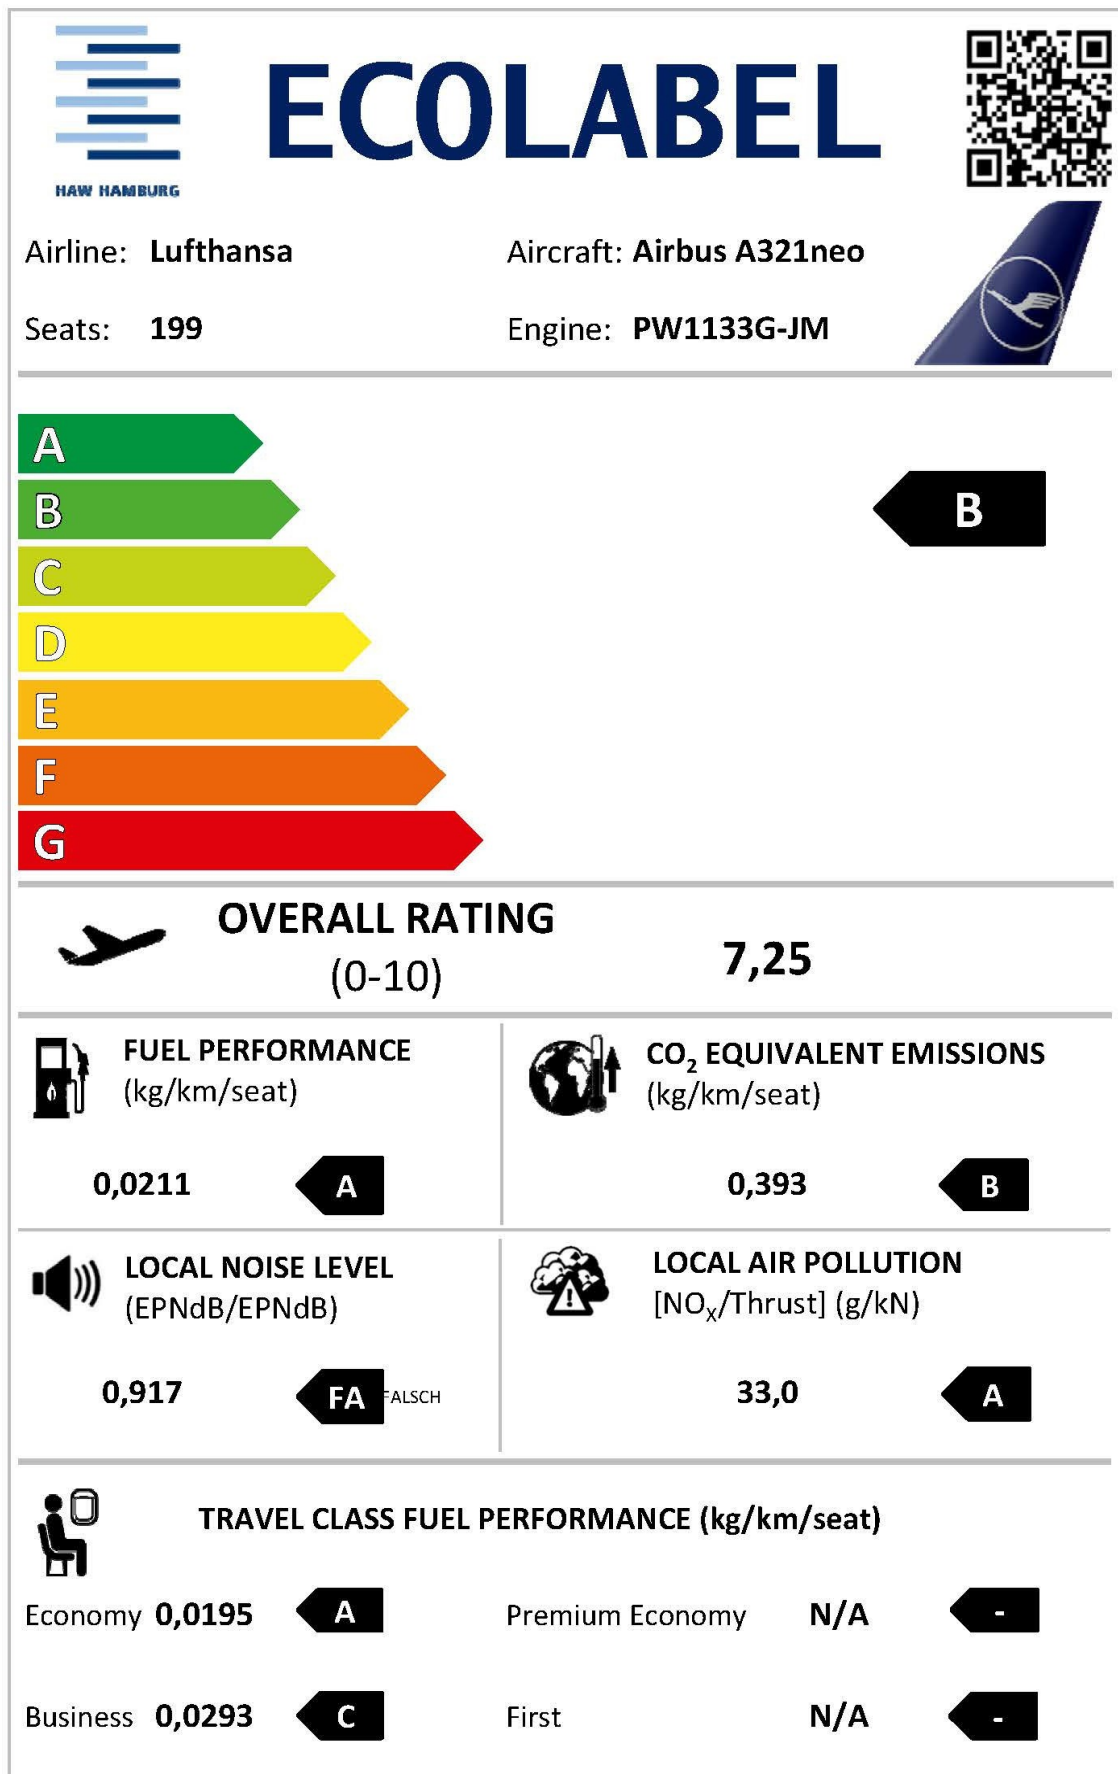 HAW HAMBURG
ECOLABEL
Airline: Lufthansa Aircraft: Airbus A321neo
Seats: 199 Engine: PW1133G-JM
A
B B
C
D
E
F
G
OVERALL RATING
(0-10) 7,25
FUEL PERFORMANCE
(kg/km/seat)
0,0211 A
CO₂ EQUIVALENT EMISSIONS
(kg/km/seat)
0,393 B
LOCAL NOISE LEVEL
(EPNdB/EPNdB)
0,917 FA FALSCH
LOCAL AIR POLLUTION
[NOₓ/Thrust] (g/kN)
33,0 A
TRAVEL CLASS FUEL PERFORMANCE (kg/km/seat)
Economy 0,0195 A Premium Economy N/A -
Business 0,0293 C First N/A -